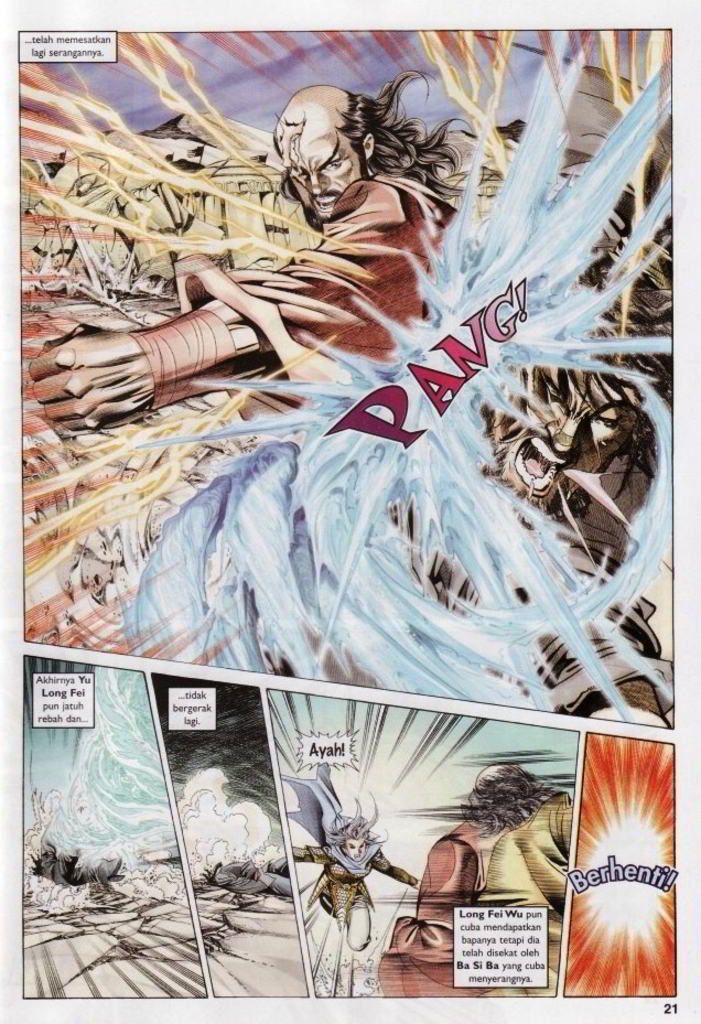 ...telah memesatkan
lagi serangannya.
PANG!
Akhirnya Yu
Long Fei
pun jatuh
rebah dan...
...tidak
bergerak
lagi.
Ayah!
Long Fei Wu pun
cuba mendapatkan
bapanya tetapi dia
telah disekat oleh
Ba Si Ba yang cuba
menyerangnya.
Berhenti!
21